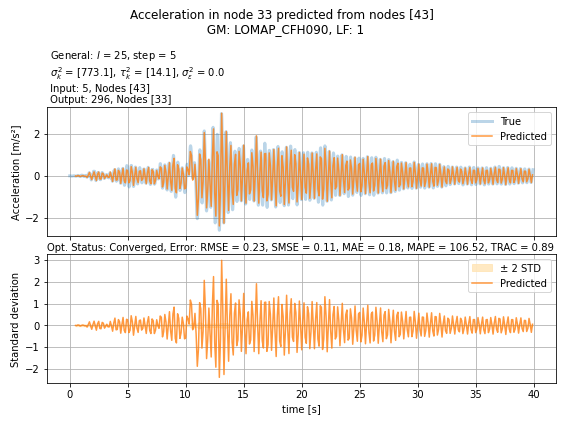 Acceleration in node 33 predicted from nodes [43]
GM: LOMAP_CFH090, LF: 1
General: l = 25, step = 5
σ²ₖ = [773.1], τ²ₖ = [14.1], σ²ε = 0.0
Input: 5, Nodes [43]
Output: 296, Nodes [33]
Acceleration [m/s²]
2
0
−2
True
Predicted
Opt. Status: Converged, Error: RMSE = 0.23, SMSE = 0.11, MAE = 0.18, MAPE = 106.52, TRAC = 0.89
Standard deviation
3
2
1
0
−1
−2
± 2 STD
Predicted
0 5 10 15 20 25 30 35 40
time [s]